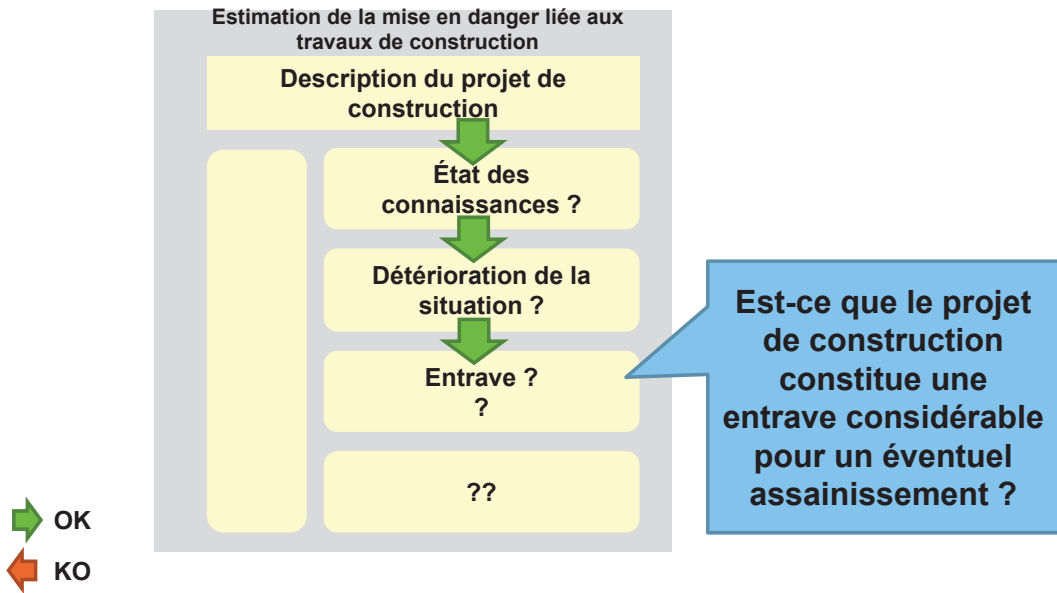 Estimation de la mise en danger liée aux
travaux de construction
Description du projet de
construction
État des
connaissances ?
Détérioration de la
situation ?
Entrave ?
?
??
Est-ce que le projet
de construction
constitue une
entrave considérable
pour un éventuel
assainissement ?
OK
KO